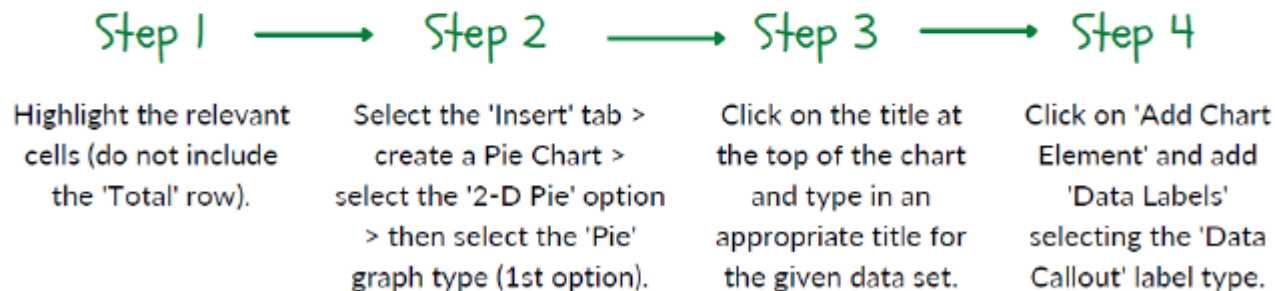 Step 1
Step 2
Step 3
Step 4
Highlight the relevant
cells (do not include
the 'Total' row).
Select the 'Insert' tab >
create a Pie Chart >
select the '2-D Pie' option
> then select the 'Pie'
graph type (1st option).
Click on the title at
the top of the chart
and type in an
appropriate title for
the given data set.
Click on 'Add Chart
Element' and add
'Data Labels'
selecting the 'Data
Callout' label type.